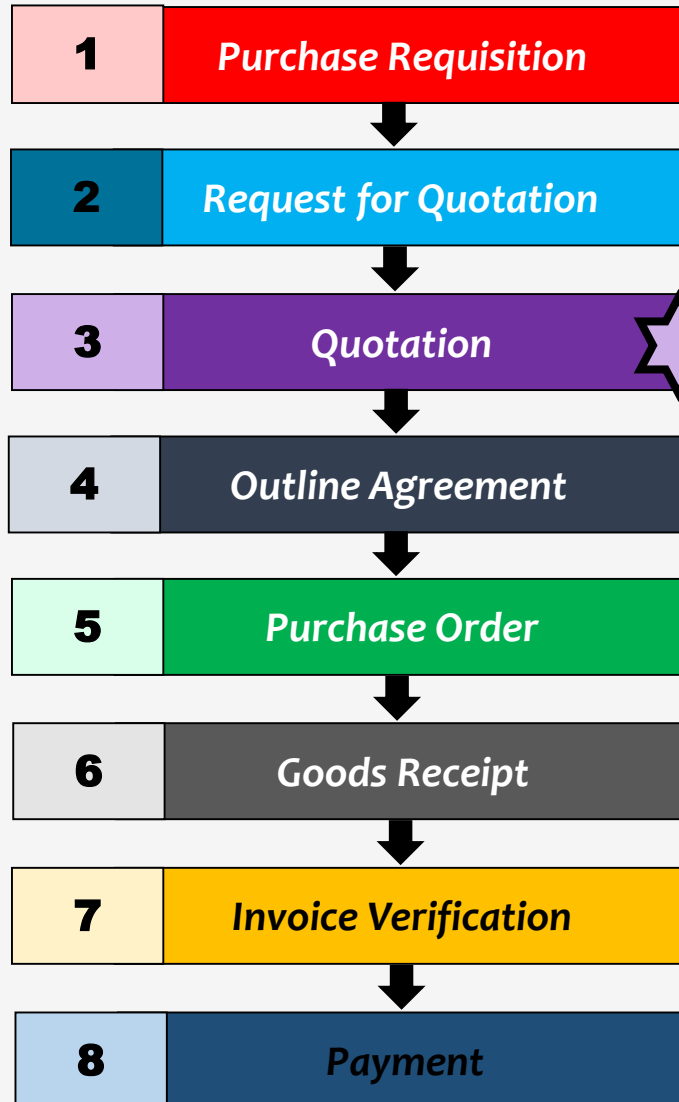 1 Purchase Requisition
2 Request for Quotation
3 Quotation
4 Outline Agreement
5 Purchase Order
6 Goods Receipt
7 Invoice Verification
8 Payment